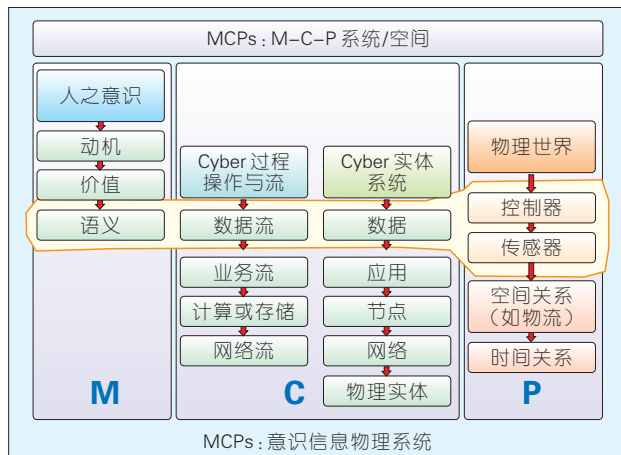 MCPs:M-C-P 系统/空间
人之意识
动机
价值
语义
M
Cyber 过程
操作与流
数据流
业务流
计算或存储
网络流
Cyber 实体
系统
数据
应用
节点
网络
物理实体
C
物理世界
控制器
传感器
空间关系
(如物流)
时间关系
P
MCPs:意识信息物理系统